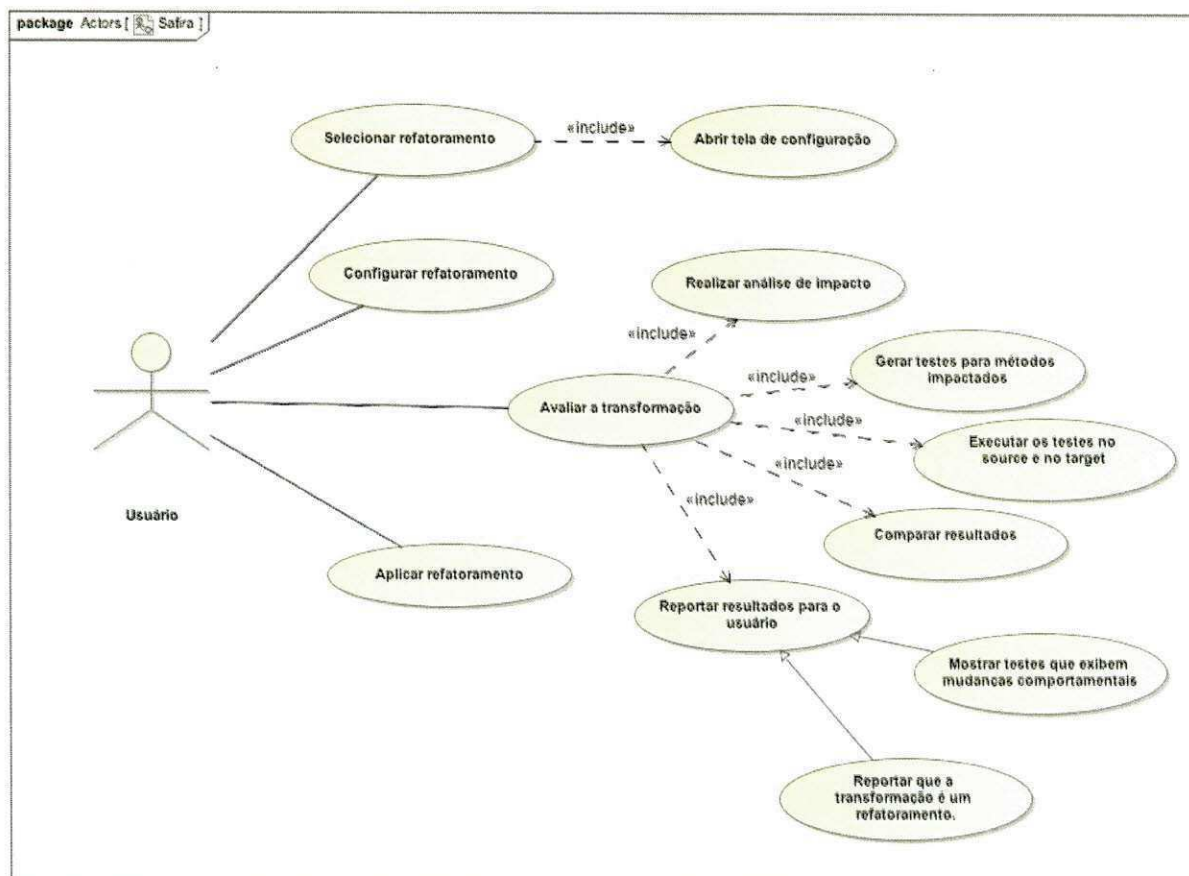 package Actors [ Safira ]
Selecionar refatoramento
«include»
Abrir tela de configuração
Configurar refatoramento
Realizar análise de impacto
«include»
Gerar testes para métodos
impactados
«include»
Avaliar a transformação
«include»
Executar os testes no
source e no target
«include»
«include»
Comparar resultados
Usuário
Aplicar refatoramento
Reportar resultados para o
usuário
Mostrar testes que exibem
mudanças comportamentais
Reportar que a
transformação é um
refatoramento.